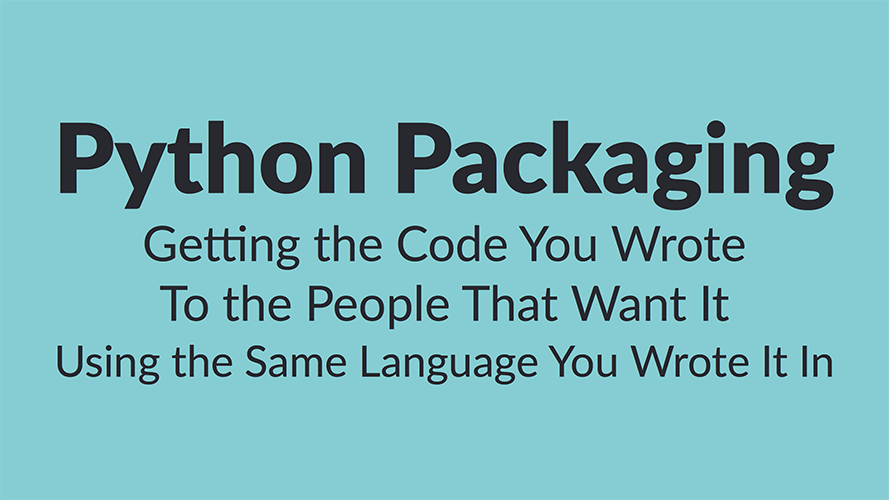 Python Packaging
Getting the Code You Wrote
To the People That Want It
Using the Same Language You Wrote It In